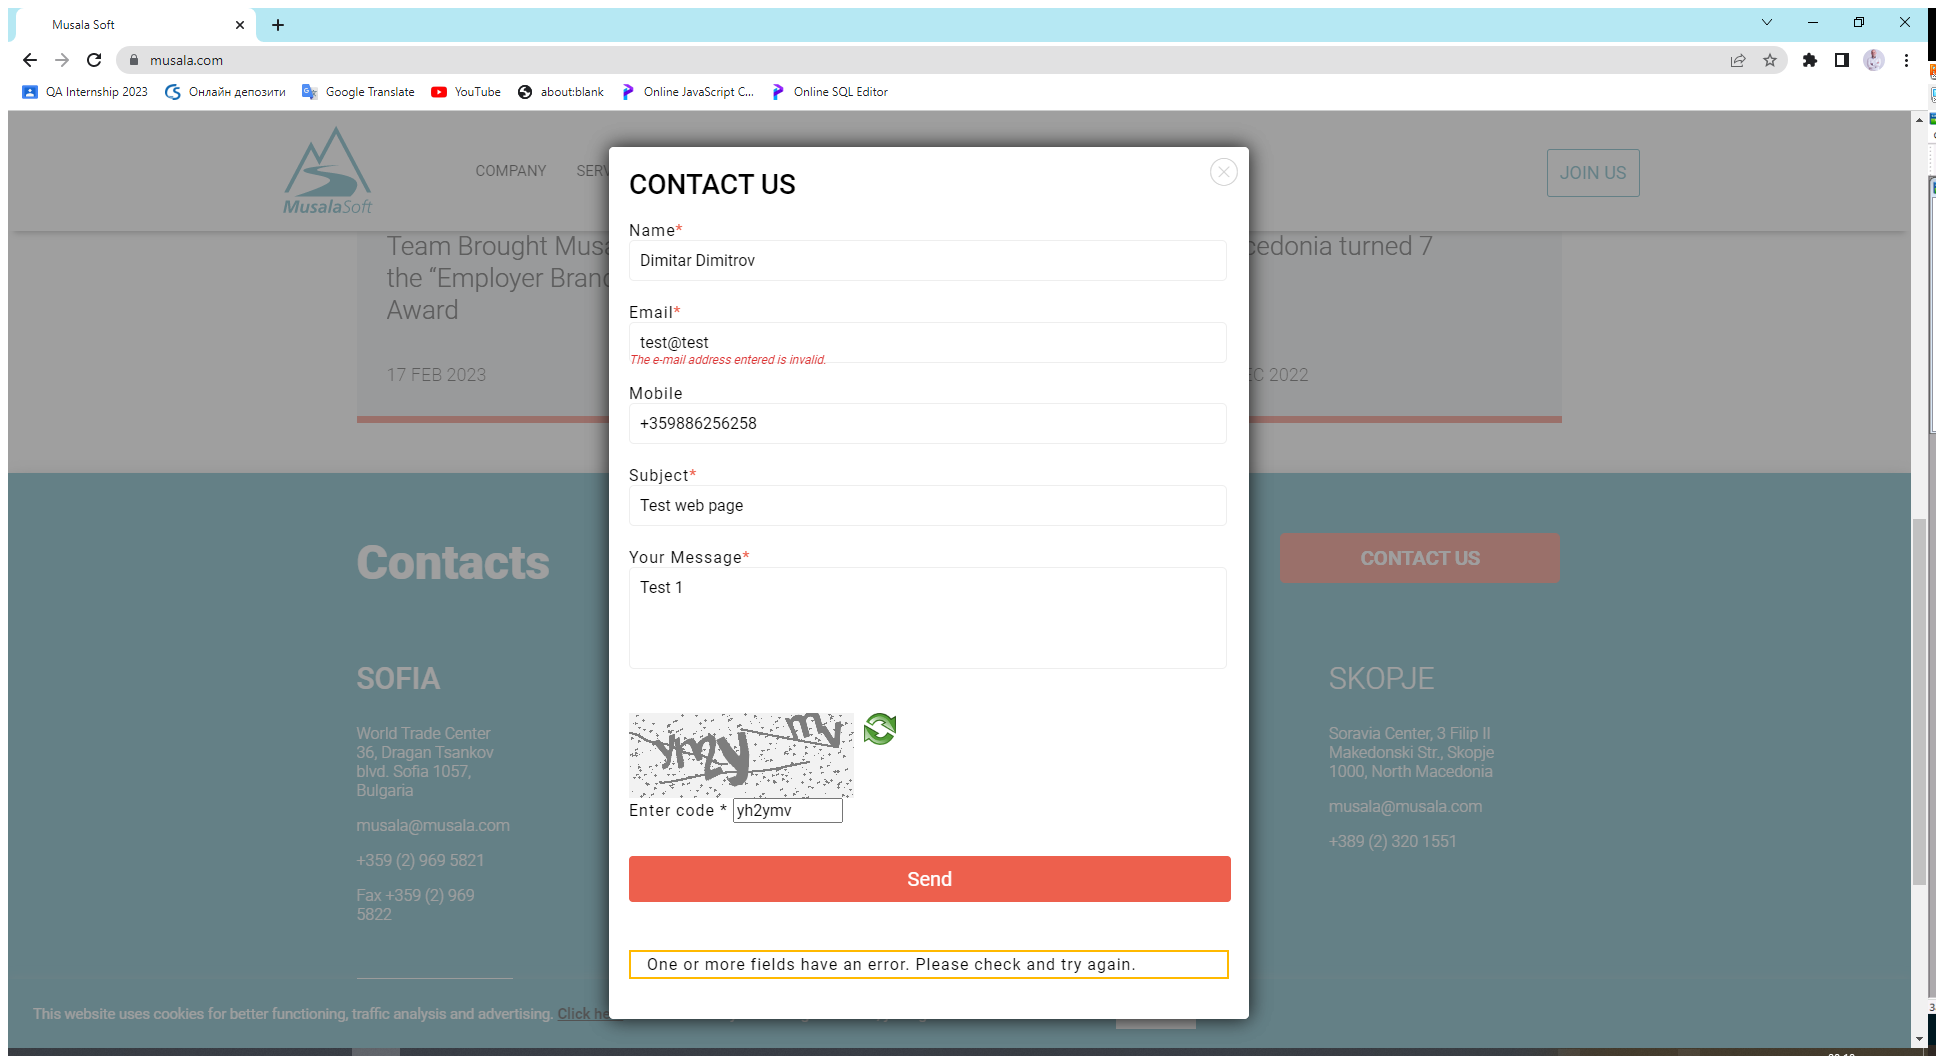 Musala Soft
musala.com
QA Internship 2023
Онлайн депозити
Google Translate
YouTube
about:blank
Online JavaScript C...
Online SQL Editor
MusalaSoft
COMPANY
SERV
JOIN US
Team Brought Musa
the “Employer Brand
Award
17 FEB 2023
cedonia turned 7
EC 2022
CONTACT US
Name*
Dimitar Dimitrov
Email*
test@test
The e-mail address entered is invalid.
Mobile
+359886256258
Subject*
Test web page
Your Message*
Test 1
Enter code * yh2ymv
Send
One or more fields have an error. Please check and try again.
Contacts
CONTACT US
SOFIA
World Trade Center
36, Dragan Tsankov
blvd. Sofia 1057,
Bulgaria
musala@musala.com
+359 (2) 969 5821
Fax +359 (2) 969
5822
SKOPJE
Soravia Center, 3 Filip II
Makedonski Str., Skopje
1000, North Macedonia
musala@musala.com
+389 (2) 320 1551
This website uses cookies for better functioning, traffic analysis and advertising. Click he